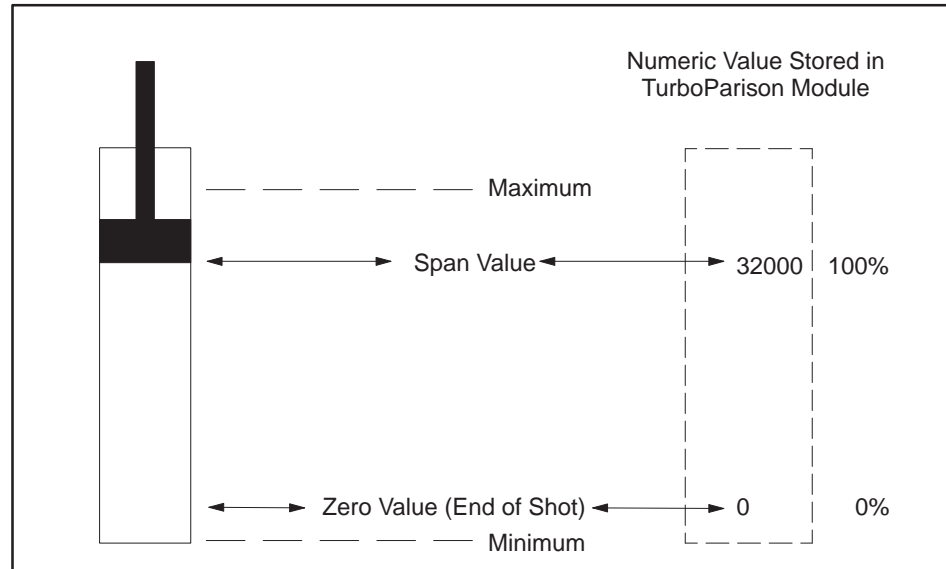 Numeric Value Stored in
TurboParison Module
Maximum
Span Value
32000 100%
Zero Value (End of Shot)
0 0%
Minimum